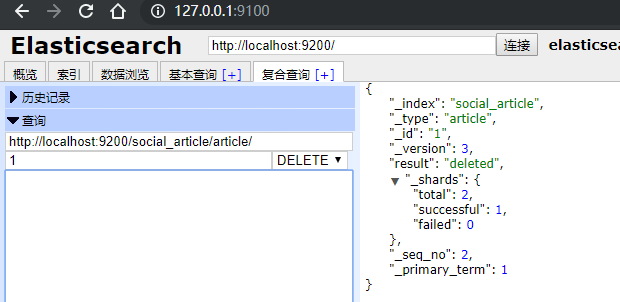 127.0.0.1:9100
Elasticsearch
http://localhost:9200/
连接
elasticsea
概览
索引
数据浏览
基本查询 [+]
复合查询 [+]
历史记录
查询
http://localhost:9200/social_article/article/
1
DELETE
{
"_index": "social_article",
"_type": "article",
"_id": "1",
"_version": 3,
"result": "deleted",
"_shards": {
"total": 2,
"successful": 1,
"failed": 0
},
"_seq_no": 2,
"_primary_term": 1
}